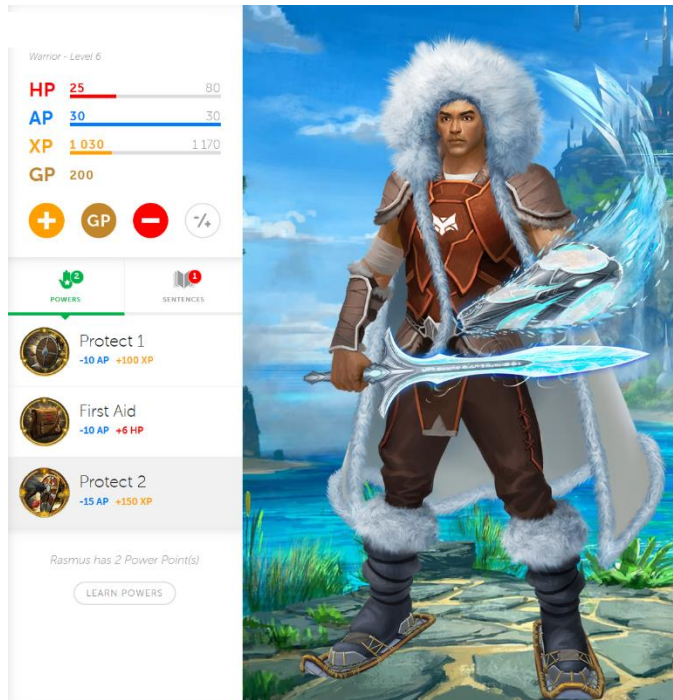 Warrior - Level 6
HP 25 80
AP 30 30
XP 1 030 1 170
GP 200
GP
-/+
2 1
POWERS SENTENCES
Protect 1
-10 AP +100 XP
First Aid
-10 AP +6 HP
Protect 2
-15 AP +150 XP
Rasmus has 2 Power Point(s)
LEARN POWERS